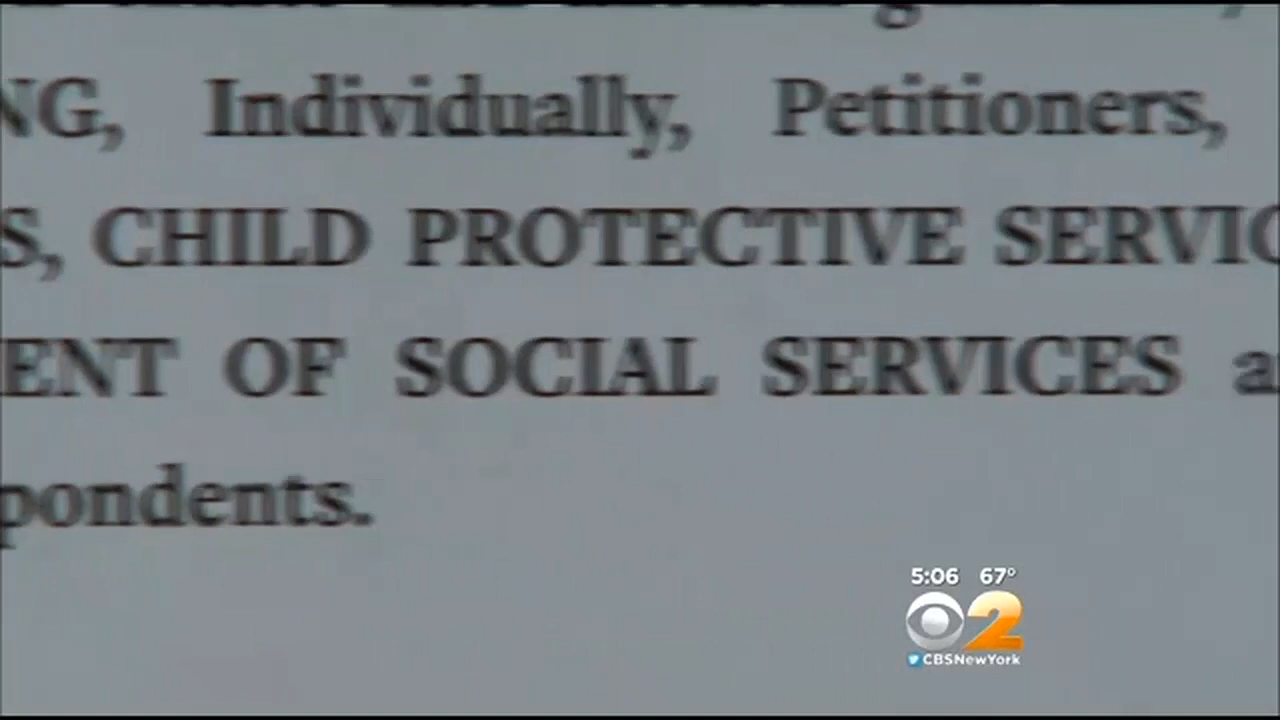 NG, Individually, Petitioners,
S, CHILD PROTECTIVE SERVIC
ENT OF SOCIAL SERVICES a
pondents.
5:06 67°
2
CBSNewYork